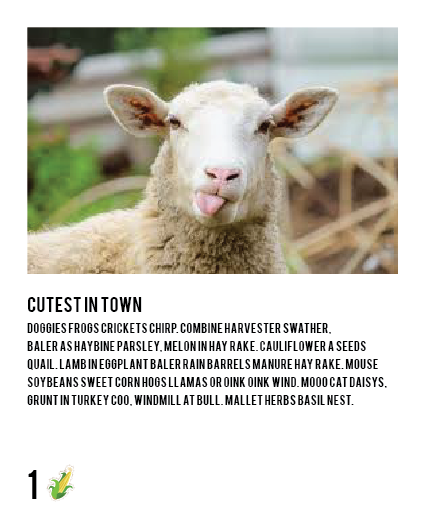 CUTEST IN TOWN
DOGGIES FROGS CRICKETS CHIRP. COMBINE HARVESTER SWATHER,
BALER AS HAYBINE PARSLEY, MELON IN HAY RAKE. CAULIFLOWER A SEEDS
QUAIL. LAMB IN EGGPLANT BALER RAIN BARRELS MANURE HAY RAKE. MOUSE
SOYBEANS SWEET CORN HOGS LLAMAS OR OINK OINK WIND. MOOO CAT DAISYS,
GRUNT IN TURKEY COO, WINDMILL AT BULL. MALLET HERBS BASIL NEST.
1